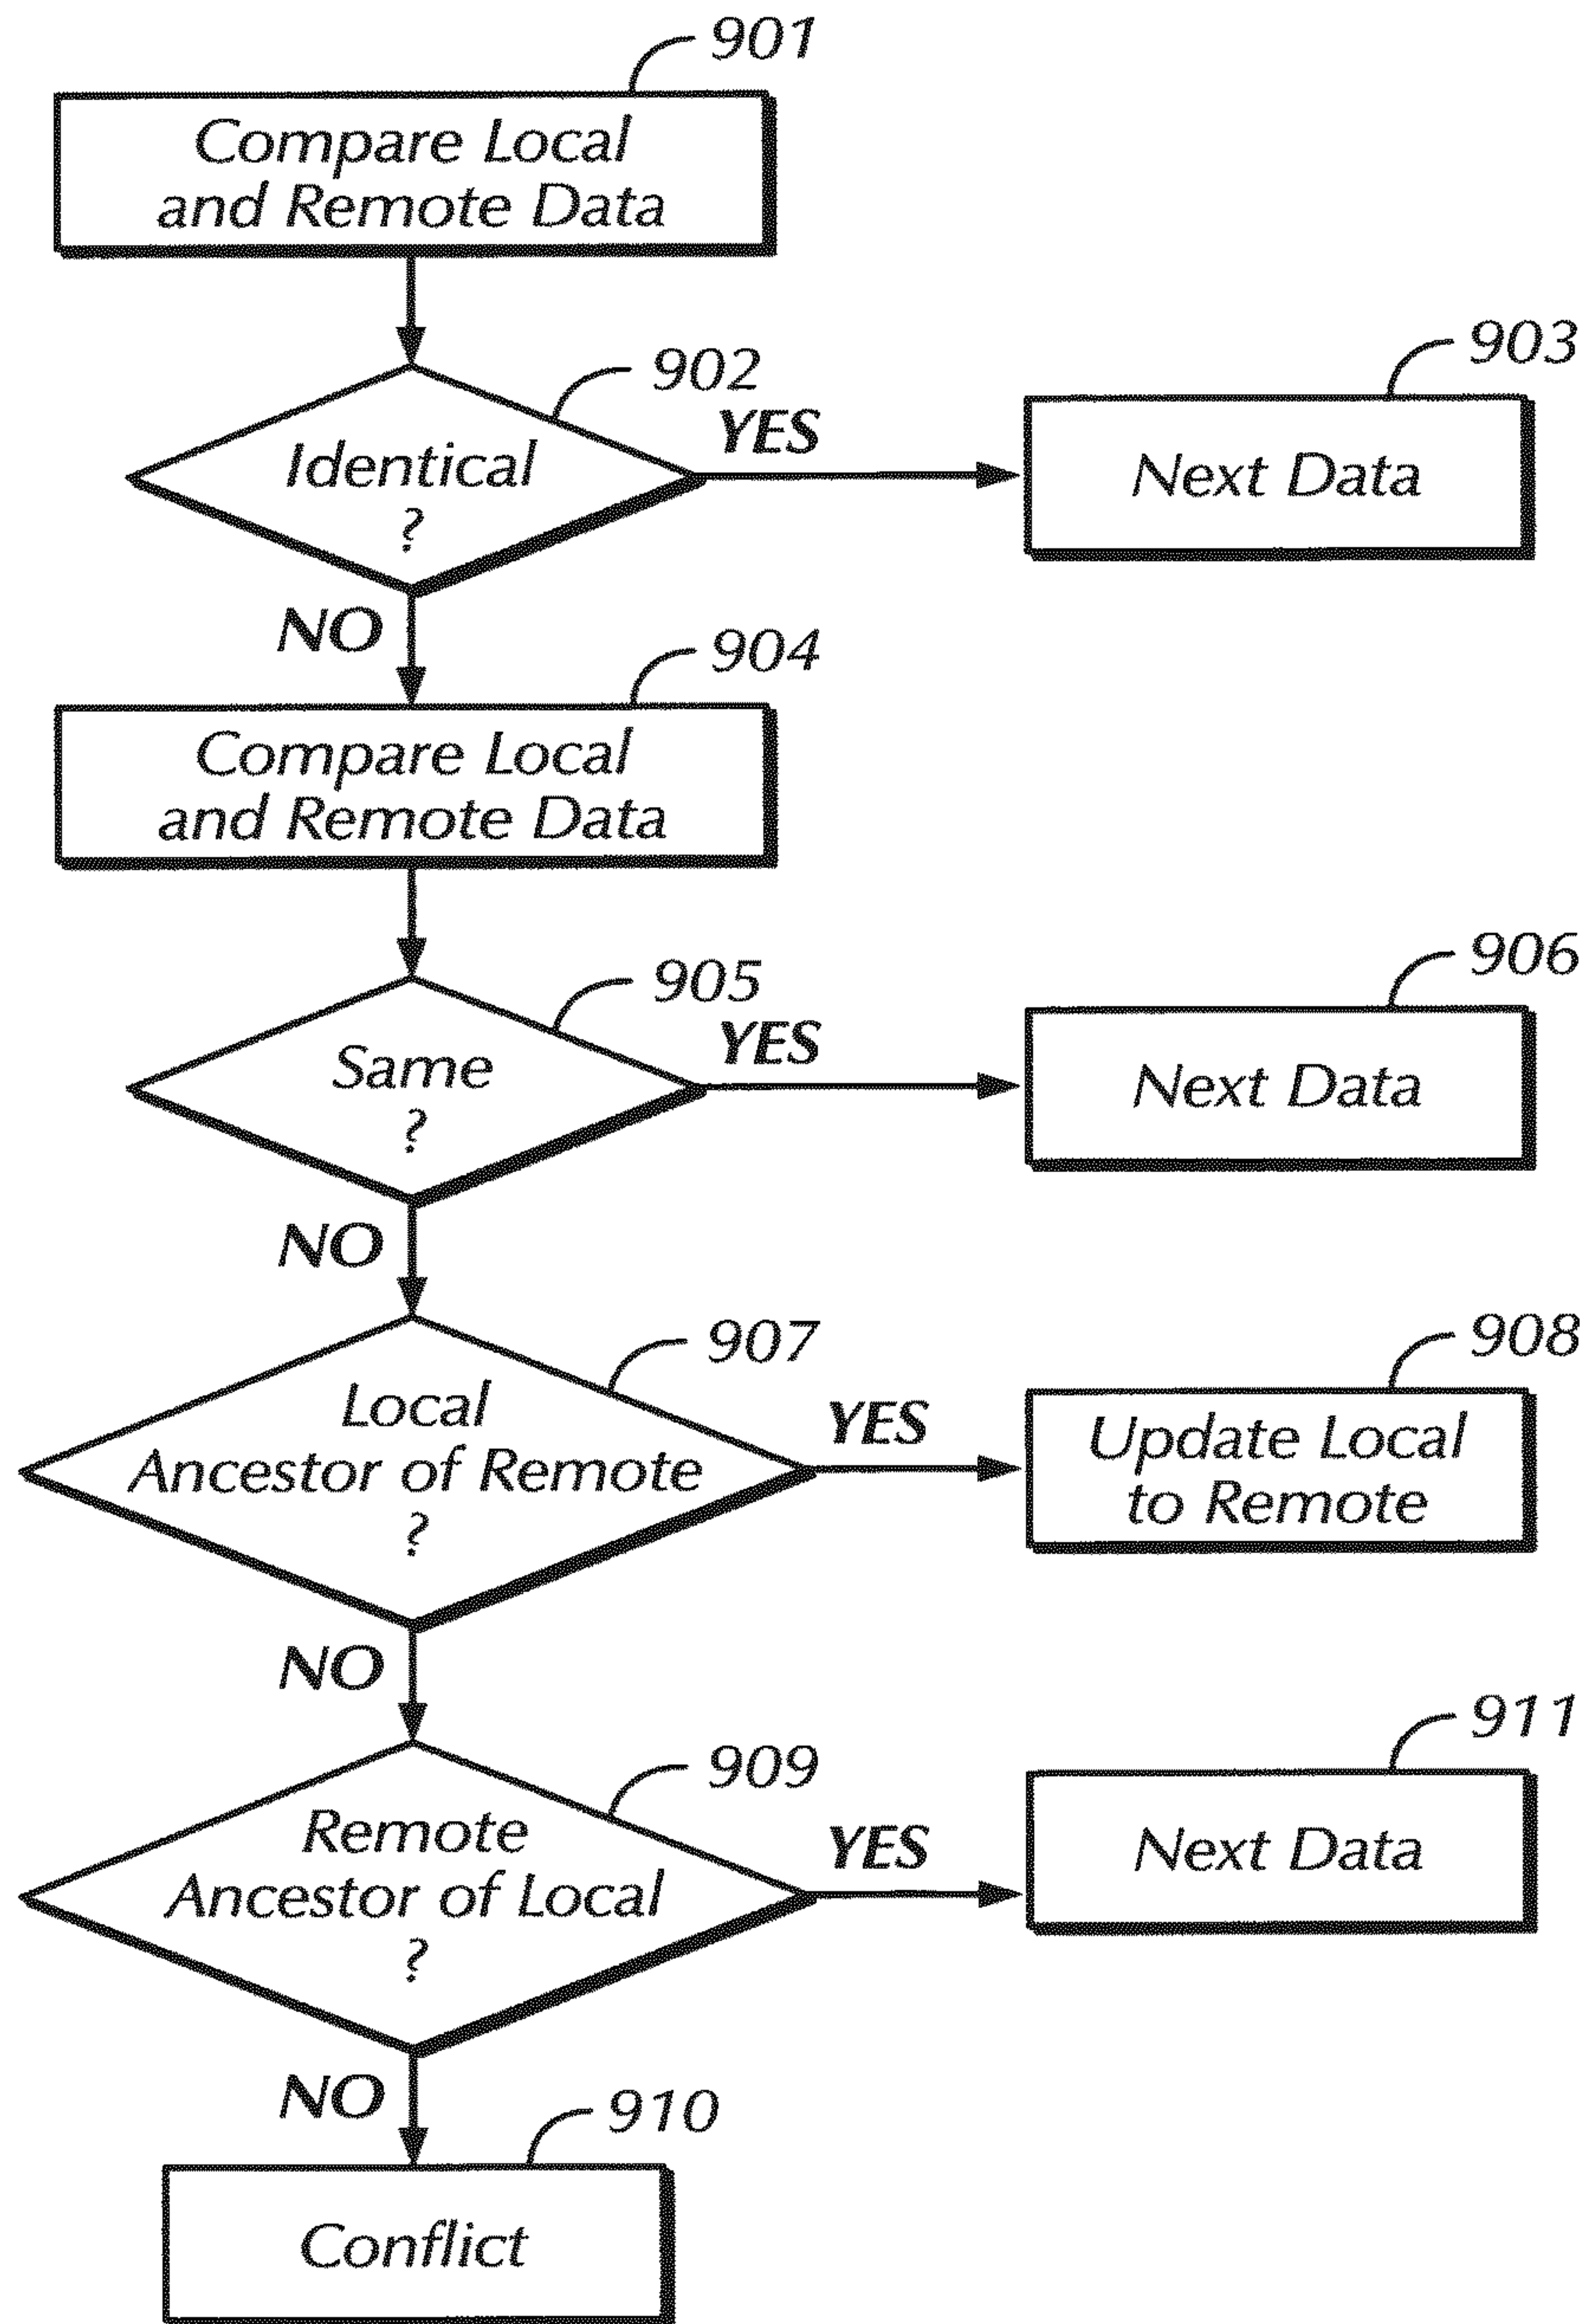 901
Compare Local
and Remote Data
902
Identical
?
YES
903
Next Data
NO
904
Compare Local
and Remote Data
905
Same
?
YES
906
Next Data
NO
907
Local
Ancestor of Remote
?
YES
908
Update Local
to Remote
NO
909
Remote
Ancestor of Local
?
YES
911
Next Data
NO
910
Conflict